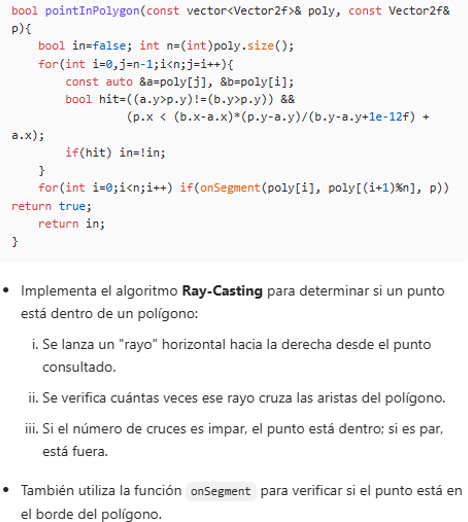 bool pointInPolygon(const vector<Vector2f>& poly, const Vector2f&
p){
    bool in=false; int n=(int)poly.size();
    for(int i=0,j=n-1;i<n;j=i++){
        const auto &a=poly[j], &b=poly[i];
        bool hit=((a.y>p.y)!=(b.y>p.y)) &&
                 (p.x < (b.x-a.x)*(p.y-a.y)/(b.y-a.y+1e-12f) +
a.x);
        if(hit) in=!in;
    }
    for(int i=0;i<n;i++) if(onSegment(poly[i], poly[(i+1)%n], p))
return true;
    return in;
}
• Implementa el algoritmo Ray-Casting para determinar si un punto
está dentro de un polígono:
i. Se lanza un "rayo" horizontal hacia la derecha desde el punto
consultado.
ii. Se verifica cuántas veces ese rayo cruza las aristas del polígono.
iii. Si el número de cruces es impar, el punto está dentro; si es par,
está fuera.
• También utiliza la función onSegment para verificar si el punto está en
el borde del polígono.